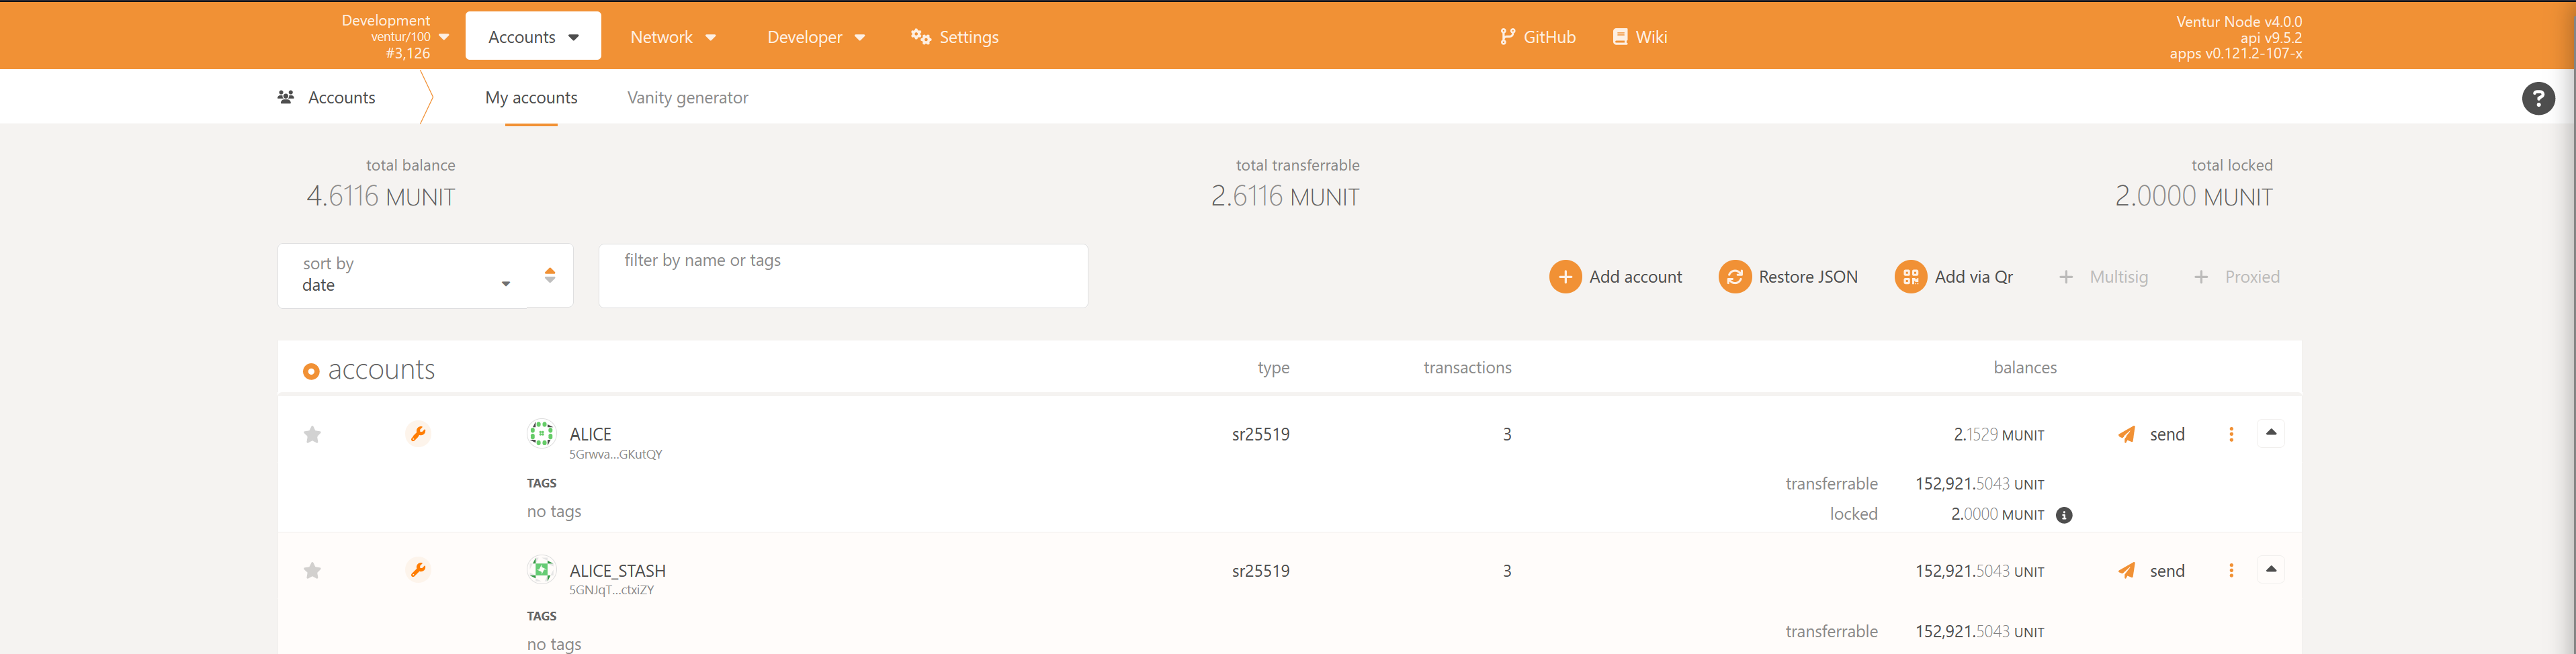 Development
ventur/100
#3,126
Accounts
Network
Developer
Settings
GitHub
Wiki
Ventur Node v4.0.0
api v9.5.2
apps v0.121.2-107-x
Accounts
My accounts
Vanity generator
?
total balance
4.6116 MUNIT
total transferrable
2.6116 MUNIT
total locked
2.0000 MUNIT
sort by
date
filter by name or tags
Add account
Restore JSON
Add via Qr
+ Multisig
+ Proxied
accounts
type
transactions
balances
ALICE
5Grwva...GKutQY
sr25519
3
2.1529 MUNIT
send
TAGS
no tags
transferrable 152,921.5043 UNIT
locked 2.0000 MUNIT
ALICE_STASH
5GNJqT...ctxiZY
sr25519
3
152,921.5043 UNIT
send
TAGS
no tags
transferrable 152,921.5043 UNIT